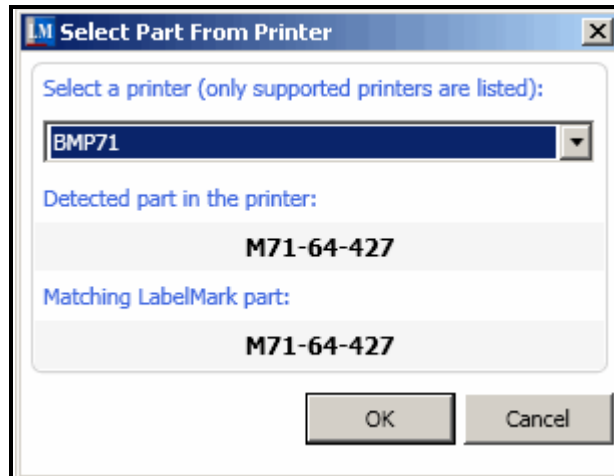 LM Select Part From Printer
Select a printer (only supported printers are listed):
BMP71
Detected part in the printer:
M71-64-427
Matching LabelMark part:
M71-64-427
OK Cancel